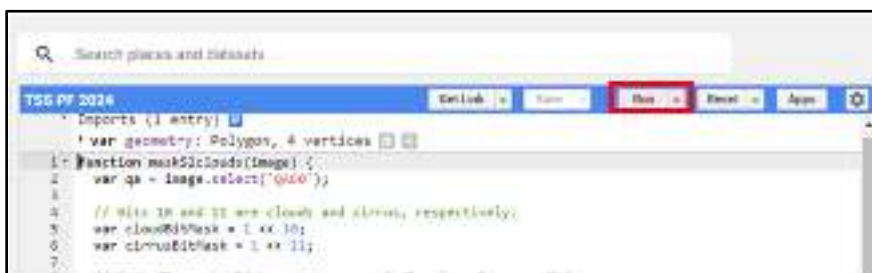 Search places and datasets
TSG PF 2024 Get Link Save Run Reset Apps
Imports (1 entry)
var geometry: Polygon, 4 vertices
1 function maskS2clouds(image) {
2 var qa = image.select('QA60');
3
4 // Bits 10 and 11 are clouds and cirrus, respectively.
5 var cloudBitMask = 1 << 10;
6 var cirrusBitMask = 1 << 11;
7